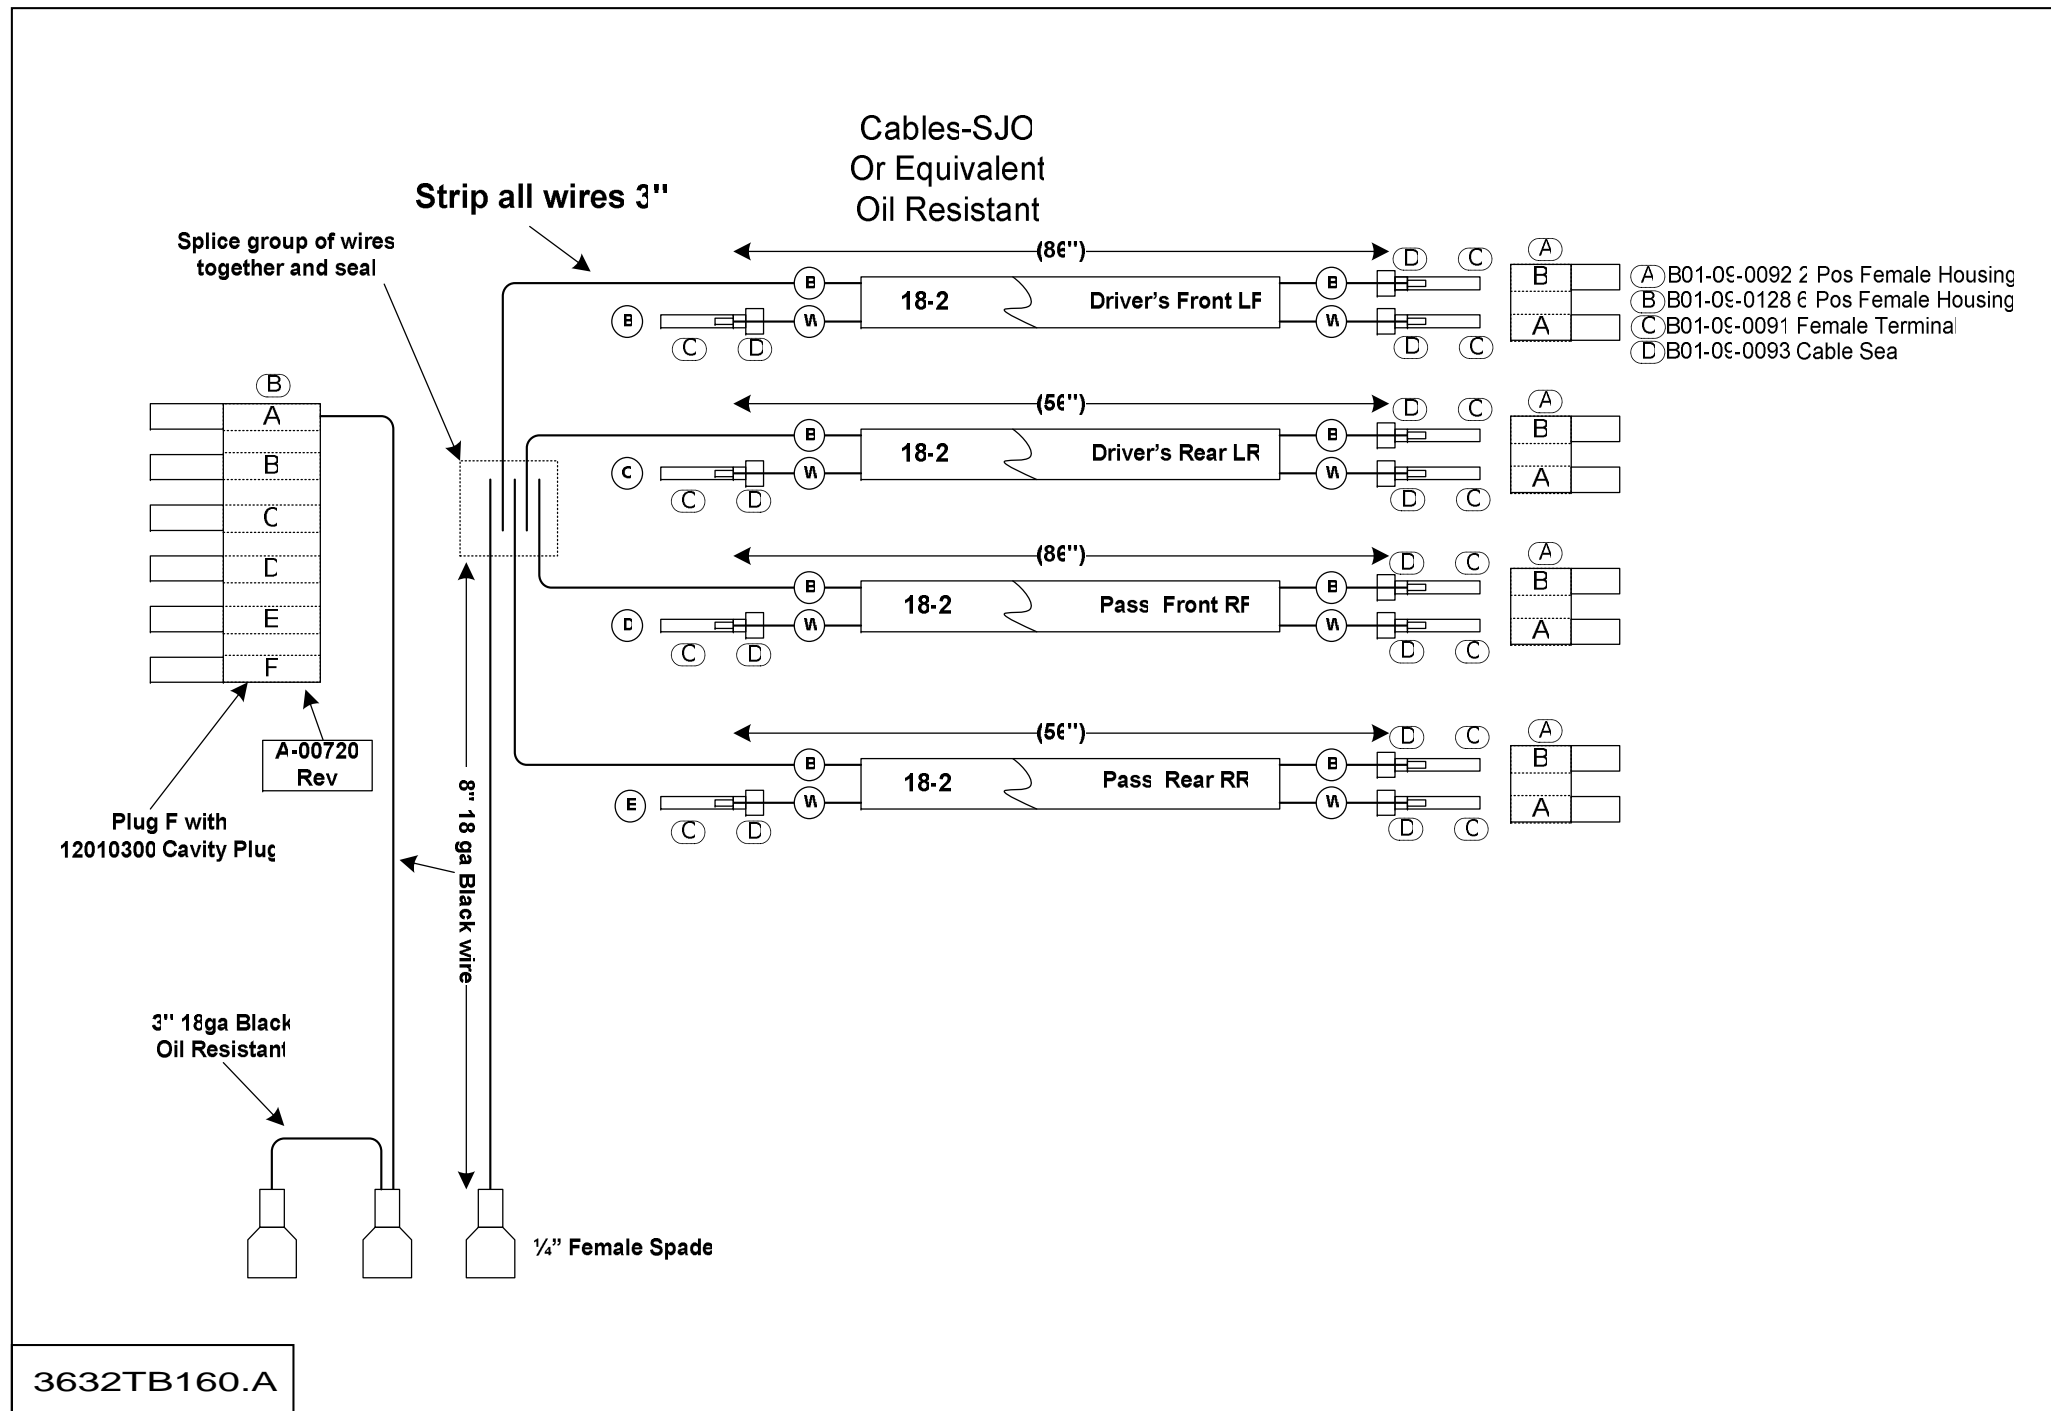 Cables-SJO
Or Equivalent
Oil Resistant
Strip all wires 3"
Splice group of wires
together and seal
(86")
D
C
A
B
B
18-2
Driver's Front LF
B
B
W
W
A
C
D
D
C
A B01-09-0092 2 Pos Female Housing
B B01-09-0128 6 Pos Female Housing
C B01-09-0091 Female Terminal
D B01-09-0093 Cable Sea
(56")
D
C
A
B
18-2
Driver's Rear LR
B
B
C
W
W
A
C
D
D
C
(86")
D
C
A
B
18-2
Pass Front RF
B
B
D
W
W
A
C
D
D
C
(56")
D
C
A
B
18-2
Pass Rear RR
B
B
E
W
W
A
C
D
D
C
B
A
B
C
D
E
F
A-00720
Rev
Plug F with
12010300 Cavity Plug
8" 18 ga Black wire
3" 18ga Black
Oil Resistant
¼” Female Spade
3632TB160.A